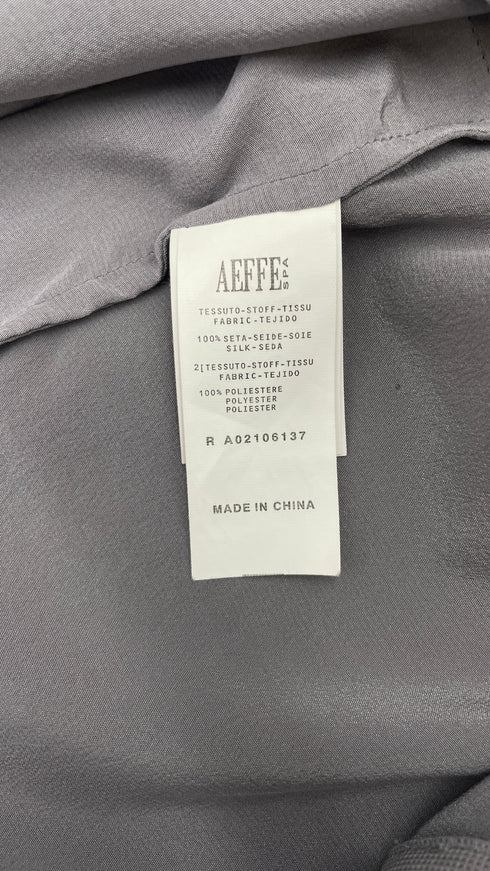 AEFFE SPA
TESSUTO-STOFF-TISSU
FABRIC-TEJIDO
100% SETA-SEIDE-SOIE
SILK-SEDA
2[TESSUTO-STOFF-TISSU
FABRIC-TEJIDO
100% POLIESTERE
POLYESTER
POLIESTER
R A02106137
MADE IN CHINA